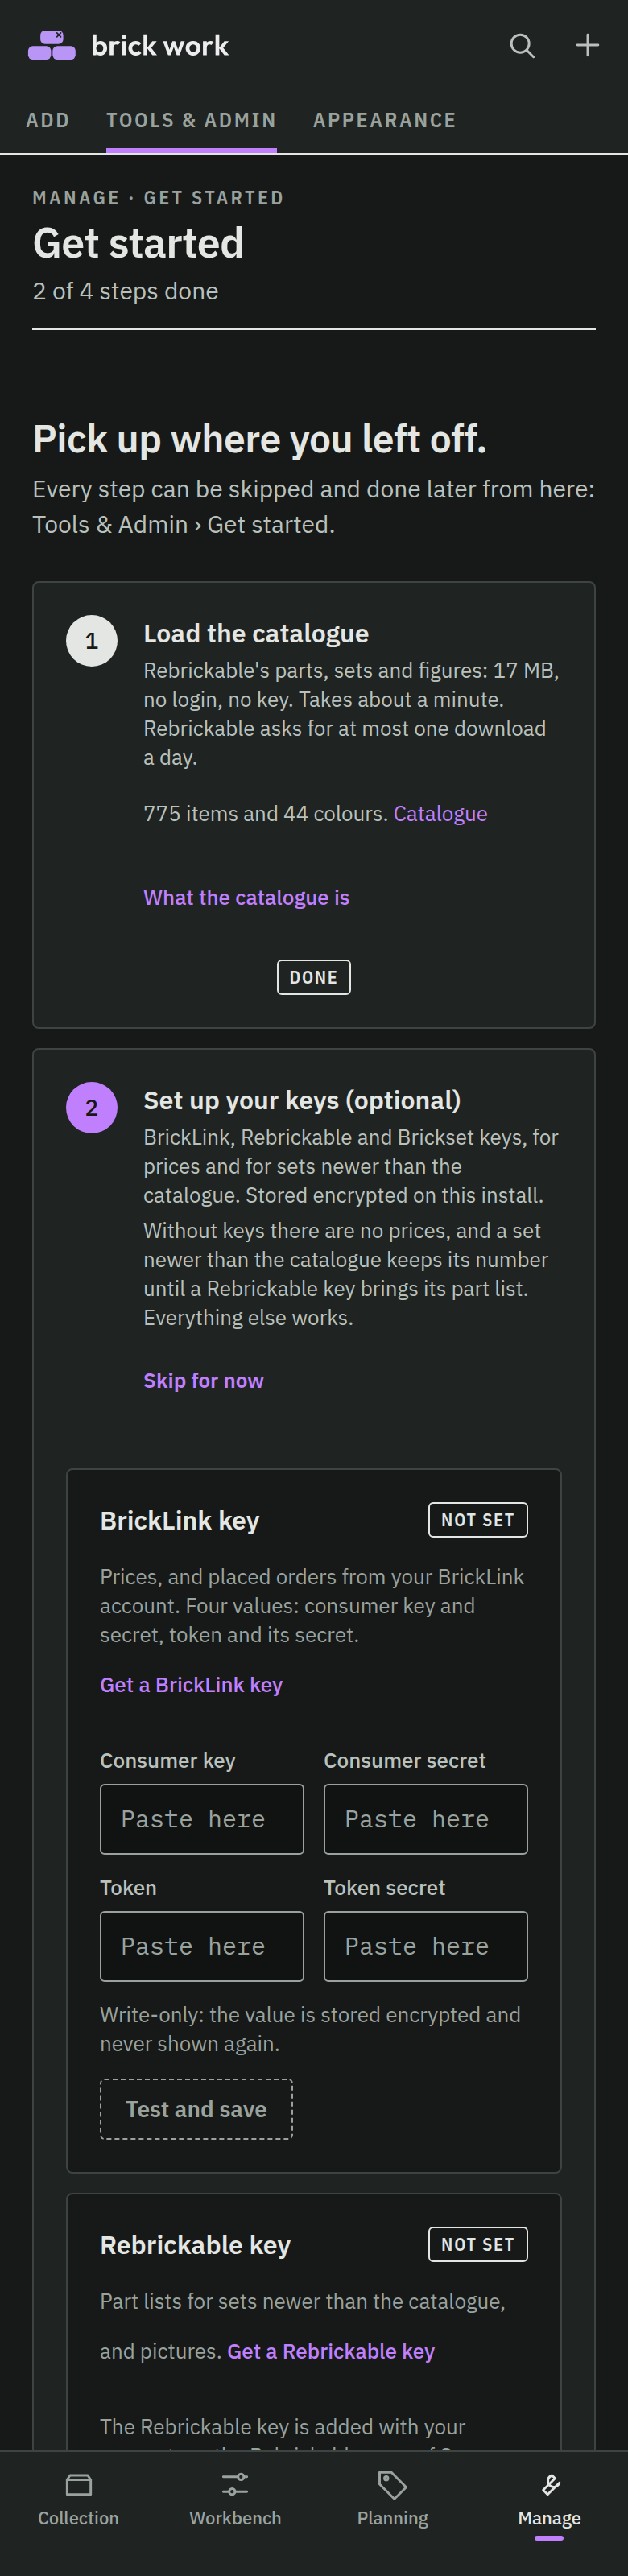 brick work
ADD TOOLS & ADMIN APPEARANCE
MANAGE · GET STARTED
Get started
2 of 4 steps done
Pick up where you left off.
Every step can be skipped and done later from here:
Tools & Admin › Get started.
1
Load the catalogue
Rebrickable's parts, sets and figures: 17 MB,
no login, no key. Takes about a minute.
Rebrickable asks for at most one download
a day.
775 items and 44 colours. Catalogue
What the catalogue is
DONE
2
Set up your keys (optional)
BrickLink, Rebrickable and Brickset keys, for
prices and for sets newer than the
catalogue. Stored encrypted on this install.
Without keys there are no prices, and a set
newer than the catalogue keeps its number
until a Rebrickable key brings its part list.
Everything else works.
Skip for now
BrickLink key
NOT SET
Prices, and placed orders from your BrickLink
account. Four values: consumer key and
secret, token and its secret.
Get a BrickLink key
Consumer key Consumer secret
Paste here Paste here
Token Token secret
Paste here Paste here
Write-only: the value is stored encrypted and
never shown again.
Test and save
Rebrickable key
NOT SET
Part lists for sets newer than the catalogue,
and pictures. Get a Rebrickable key
The Rebrickable key is added with your
Collection Workbench Planning Manage